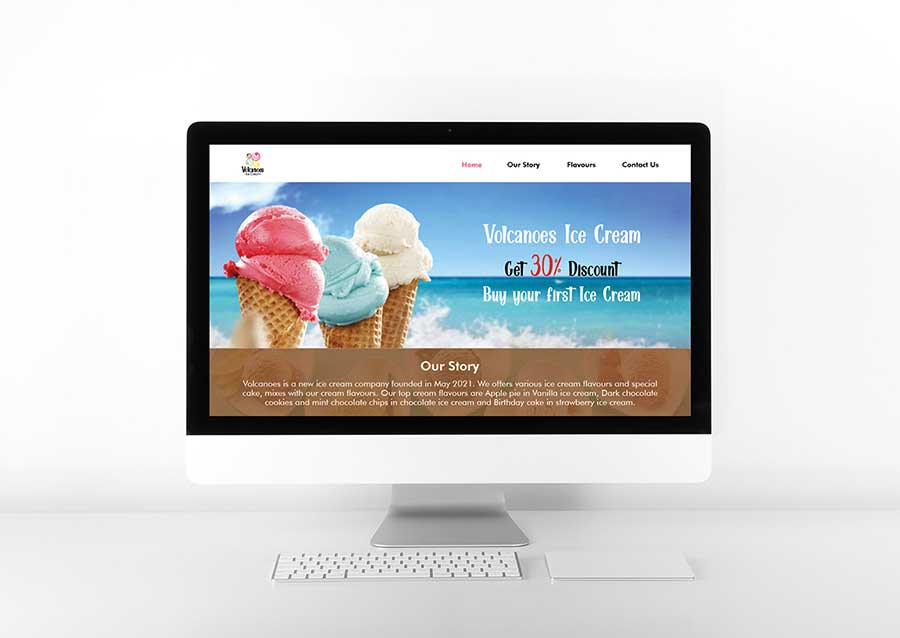 Volcanoes
Ice Cream
Home
Our Story
Flavours
Contact Us
Volcanoes Ice Cream
Get 30% Discount
Buy your first Ice Cream
Our Story
Volcanoes is a new ice cream company founded in May 2021. We offers various ice cream flavours and special
cake, mixes with our cream flavours. Our top cream flavours are Apple pie in Vanilla ice cream, Dark chocolate
cookies and mint chocolate chips in chocolate ice cream and Birthday cake in strawberry ice cream.